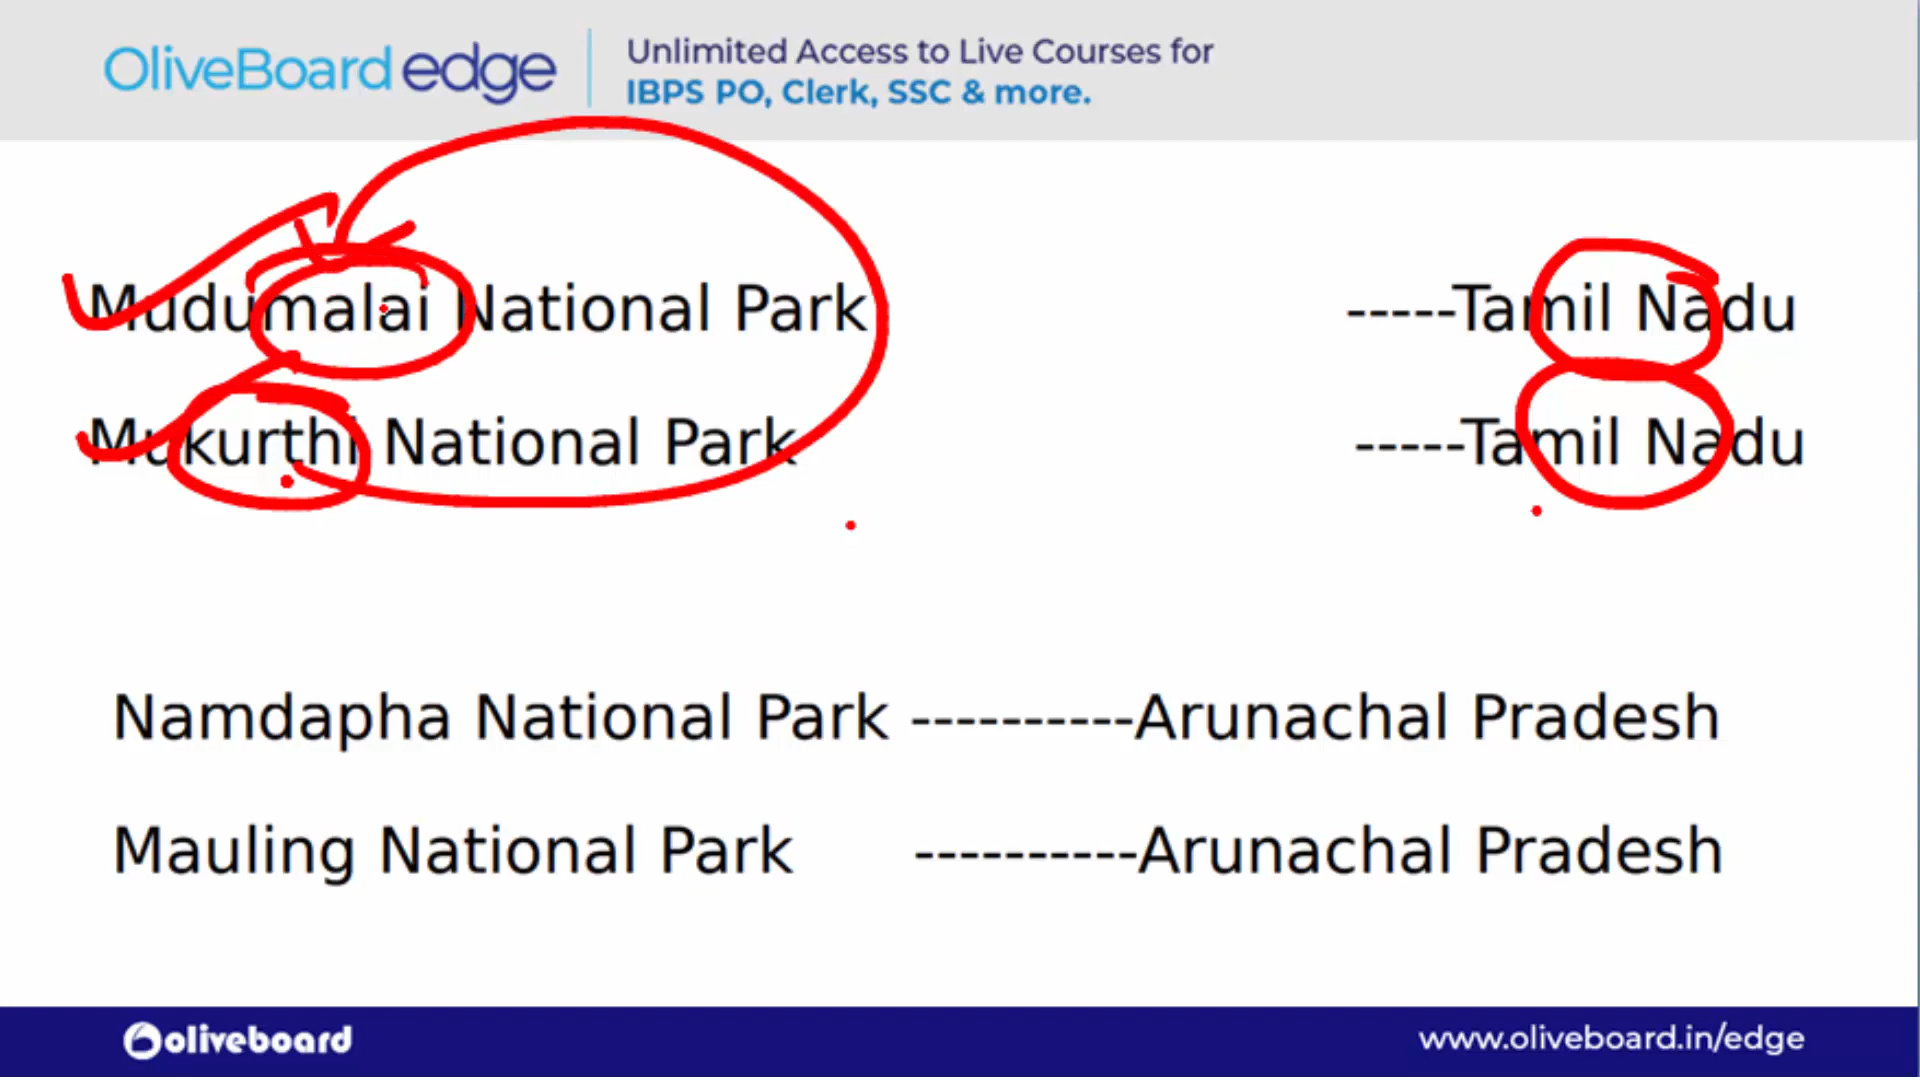 OliveBoard edge
Unlimited Access to Live Courses for
IBPS PO, Clerk, SSC & more.
Mudumalai National Park -----Tamil Nadu
Mukurthi National Park -----Tamil Nadu
Namdapha National Park ----------Arunachal Pradesh
Mauling National Park ----------Arunachal Pradesh
oliveboard
www.oliveboard.in/edge